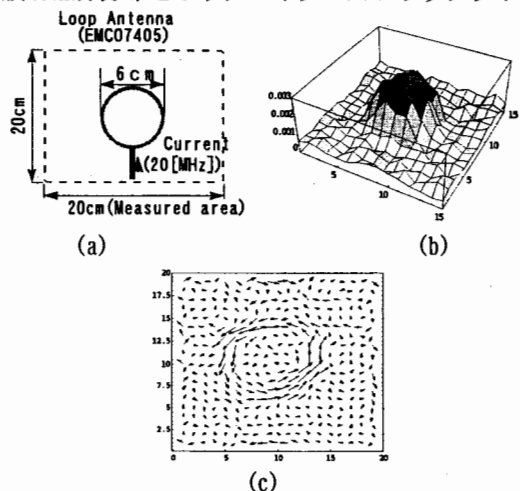 Loop Antenna
(EMCO7405)
6cm
20cm
Current
(20[MHz])
20cm(Measured area)
(a)
0.003
0.002
0.001
0
5
10
15
5
10
15
(b)
20
17.5
15
12.5
10
7.5
5
2.5
0
5
10
15
20
(c)